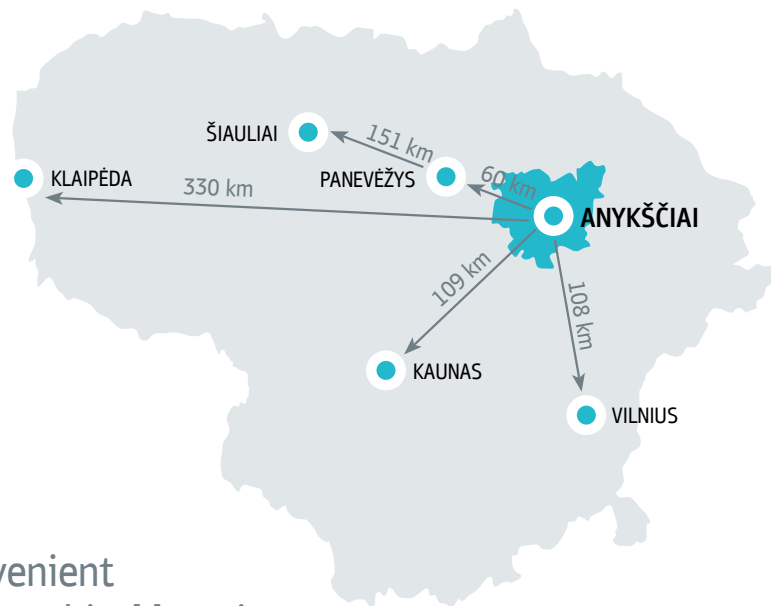 ŠIAULIAI
151 km
KLAIPĖDA
330 km
PANEVĖŽYS
60 km
ANYKŠČIAI
109 km
108 km
KAUNAS
VILNIUS
venient